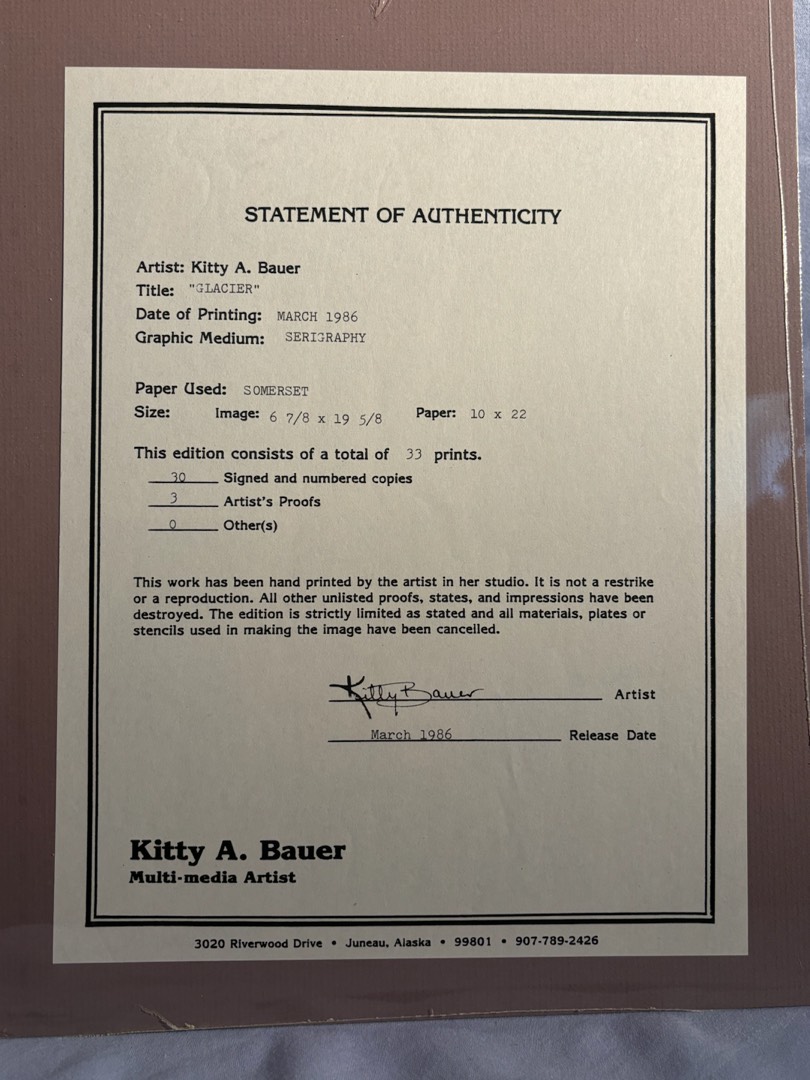 STATEMENT OF AUTHENTICITY
Artist: Kitty A. Bauer
Title: "GLACIER"
Date of Printing: MARCH 1986
Graphic Medium: SERIGRAPHY
Paper Used: SOMERSET
Size: Image: 6 7/8 x 19 5/8 Paper: 10 x 22
This edition consists of a total of 33 prints.
30 Signed and numbered copies
3 Artist's Proofs
0 Other(s)
This work has been hand printed by the artist in her studio. It is not a restrike
or a reproduction. All other unlisted proofs, states, and impressions have been
destroyed. The edition is strictly limited as stated and all materials, plates or
stencils used in making the image have been cancelled.
Kitty Bauer Artist
March 1986 Release Date
Kitty A. Bauer
Multi-media Artist
3020 Riverwood Drive • Juneau, Alaska • 99801 • 907-789-2426